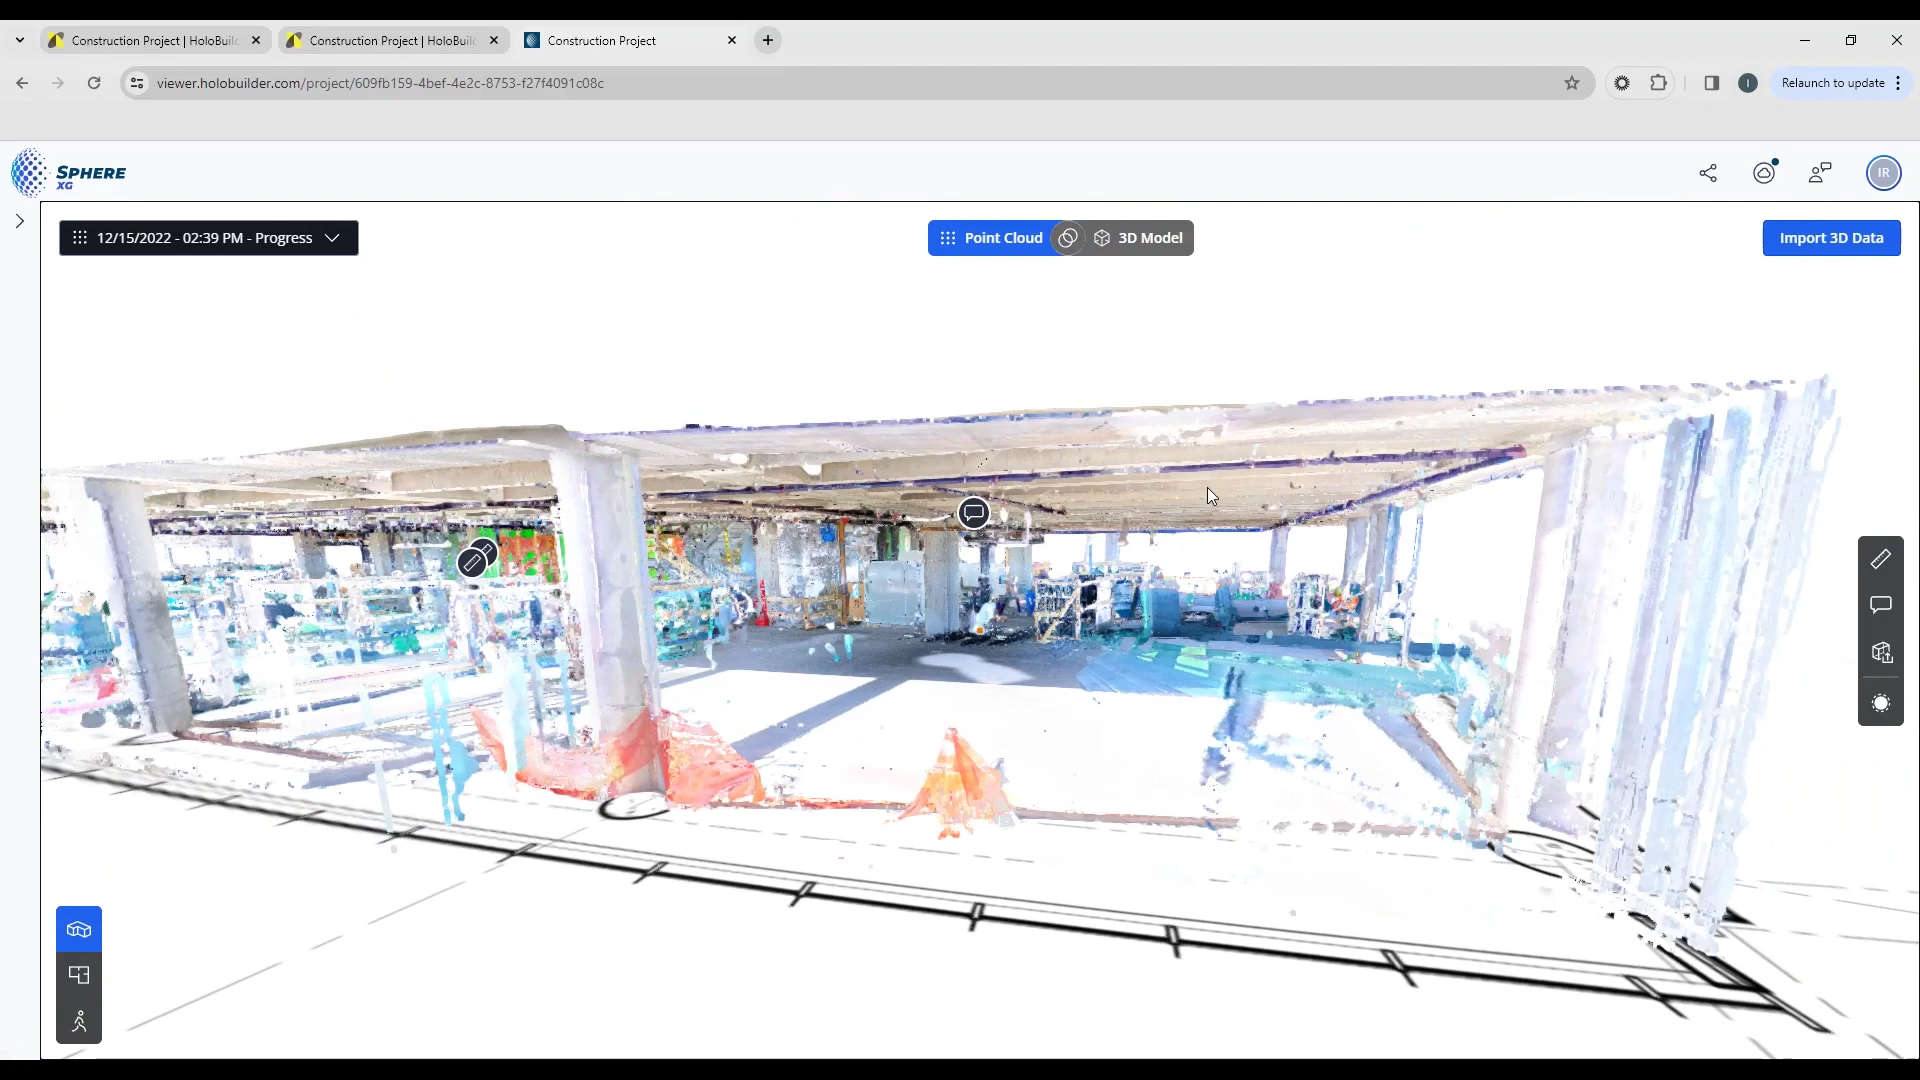 Construction Project | HoloBuil
Construction Project | HoloBuil
Construction Project
viewer.holobuilder.com/project/609fb159-4bef-4e2c-8753-f27f4091c08c
I
Relaunch to update
SPHERE
XG
IR
12/15/2022 - 02:39 PM - Progress
Point Cloud
3D Model
Import 3D Data